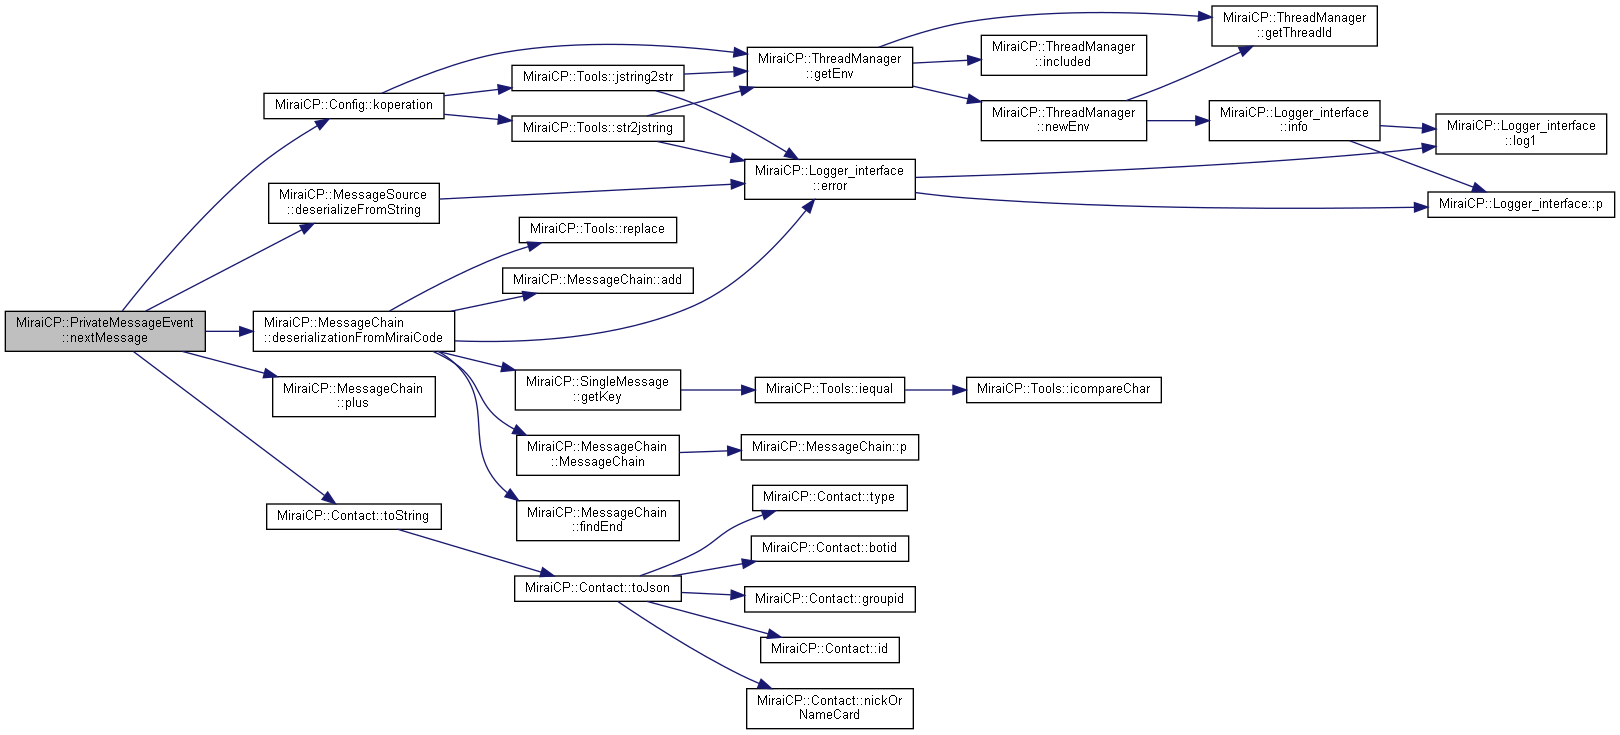 MiraiCP::PrivateMessageEvent
::nextMessage
MiraiCP::Config::koperation
MiraiCP::MessageSource
::deserializeFromString
MiraiCP::MessageChain
::deserializationFromMiraiCode
MiraiCP::MessageChain
::plus
MiraiCP::Contact::toString
MiraiCP::Tools::jstring2str
MiraiCP::Tools::str2jstring
MiraiCP::Tools::replace
MiraiCP::MessageChain::add
MiraiCP::SingleMessage
::getKey
MiraiCP::MessageChain
::MessageChain
MiraiCP::MessageChain
::findEnd
MiraiCP::Contact::toJson
MiraiCP::ThreadManager
::getEnv
MiraiCP::Logger_interface
::error
MiraiCP::Tools::iequal
MiraiCP::MessageChain::p
MiraiCP::Contact::type
MiraiCP::Contact::botid
MiraiCP::Contact::groupid
MiraiCP::Contact::id
MiraiCP::Contact::nickOr
NameCard
MiraiCP::ThreadManager
::included
MiraiCP::ThreadManager
::newEnv
MiraiCP::Tools::icompareChar
MiraiCP::ThreadManager
::getThreadId
MiraiCP::Logger_interface
::info
MiraiCP::Logger_interface
::log1
MiraiCP::Logger_interface::p